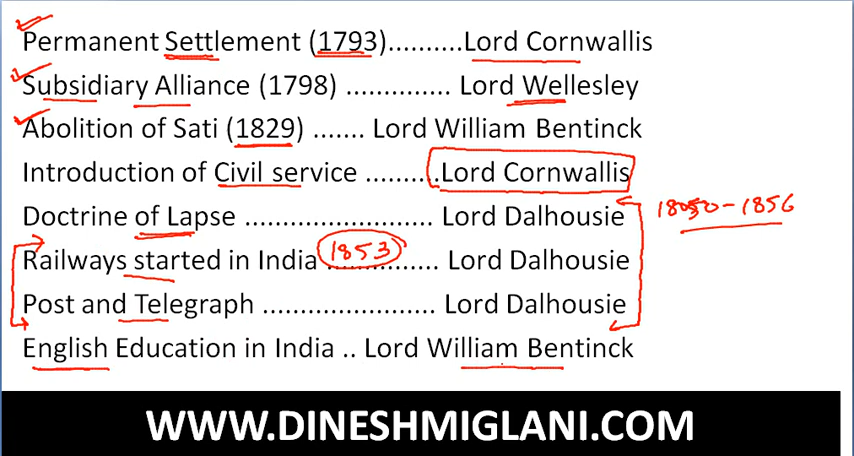 Permanent Settlement (1793)..........Lord Cornwallis
Subsidiary Alliance (1798) .............. Lord Wellesley
Abolition of Sati (1829) ....... Lord William Bentinck
Introduction of Civil service ..........Lord Cornwallis
Doctrine of Lapse ........................ Lord Dalhousie
Railways started in India 1853 .............. Lord Dalhousie
Post and Telegraph ...................... Lord Dalhousie
English Education in India .. Lord William Bentinck
WWW.DINESHMIGLANI.COM